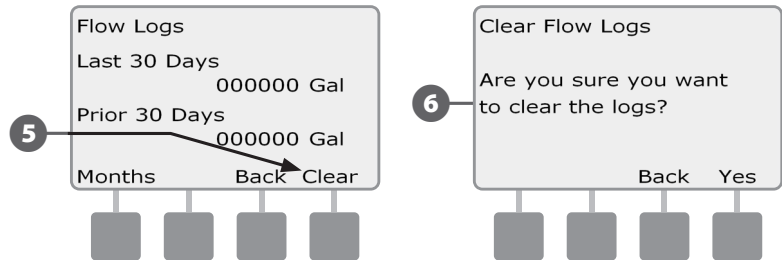 Flow Logs
Last 30 Days
000000 Gal
Prior 30 Days
000000 Gal
Months Back Clear
5
Clear Flow Logs
Are you sure you want
to clear the logs?
Back Yes
6